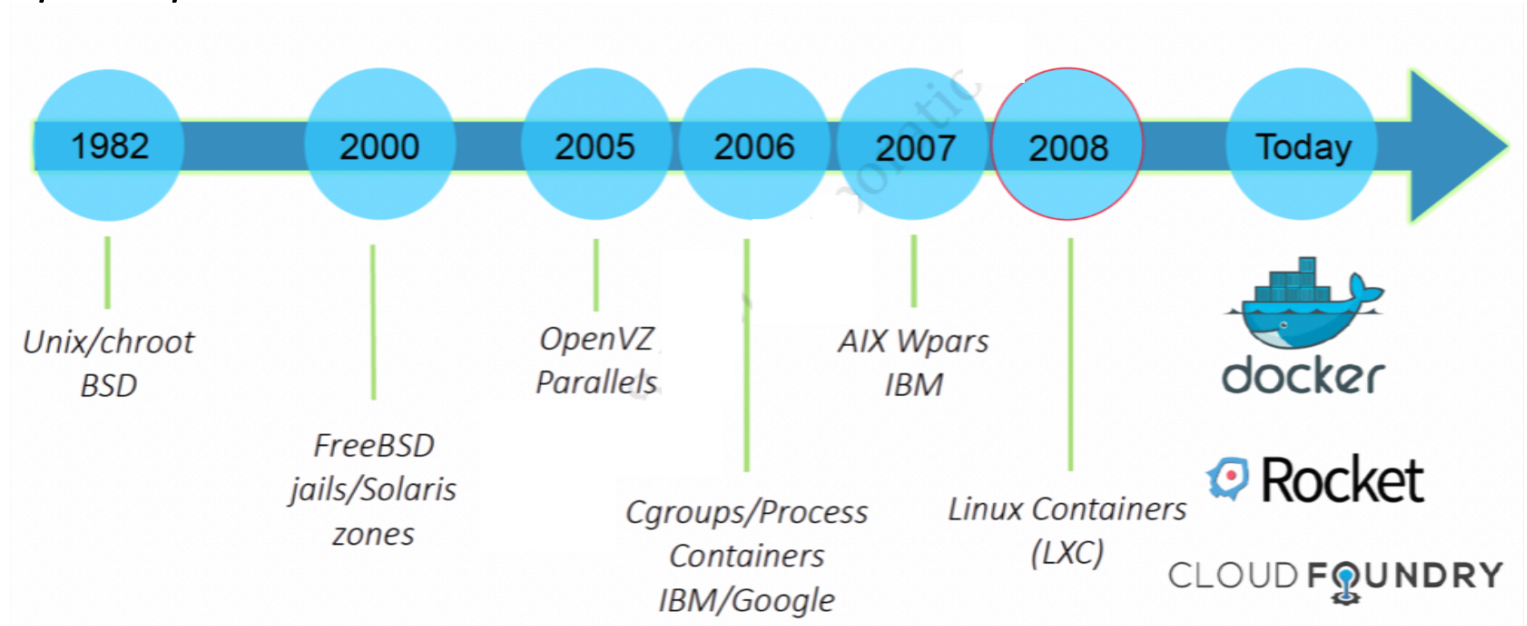 1982
2000
2005
2006
2007
2008
Today
Unix/chroot
BSD
FreeBSD
jails/Solaris
zones
OpenVZ
Parallels
Cgroups/Process
Containers
IBM/Google
AIX Wpars
IBM
Linux Containers
(LXC)
docker
Rocket
CLOUD FOUNDRY